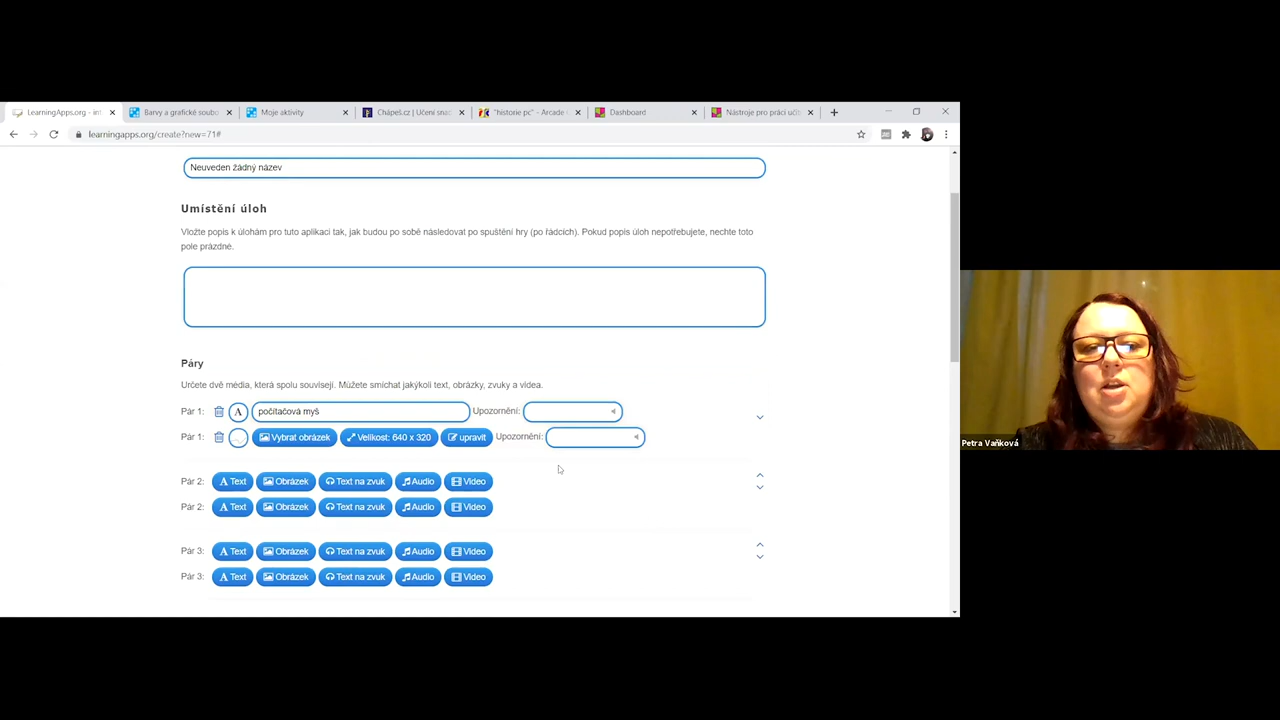 LearningApps.org - int
Barvy a grafické soubo
Moje aktivity
Chápeš.cz | Učení snad
"historie pc" - Arcade
Dashboard
Nástroje pro práci učit
learningapps.org/create?new=71#
Neuveden žádný název
Umístění úloh
Vložte popis k úlohám pro tuto aplikaci tak, jak budou po sobě následovat po spuštění hry (po řádcích). Pokud popis úloh nepotřebujete, nechte toto
pole prázdné.
Páry
Určete dvě média, která spolu souvisejí. Můžete smíchat jakýkoli text, obrázky, zvuky a videa.
Pár 1: A počítačová myš Upozornění:
Pár 1: Vybrat obrázek Velikost: 640 x 320 upravit Upozornění:
Pár 2: A Text Obrázek Text na zvuk Audio Video
Pár 2: A Text Obrázek Text na zvuk Audio Video
Pár 3: A Text Obrázek Text na zvuk Audio Video
Pár 3: A Text Obrázek Text na zvuk Audio Video
Petra Vaňková